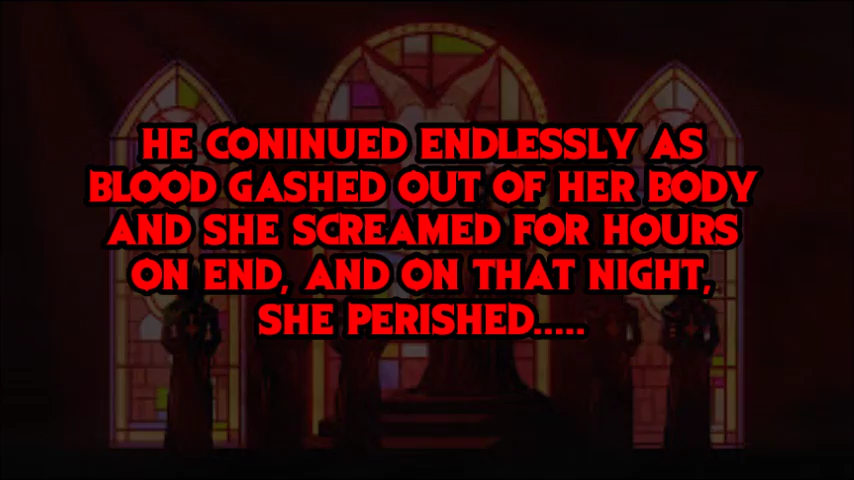 HE CONINUED ENDLESSLY AS
BLOOD GASHED OUT OF HER BODY
AND SHE SCREAMED FOR HOURS
ON END, AND ON THAT NIGHT,
SHE PERISHED.....